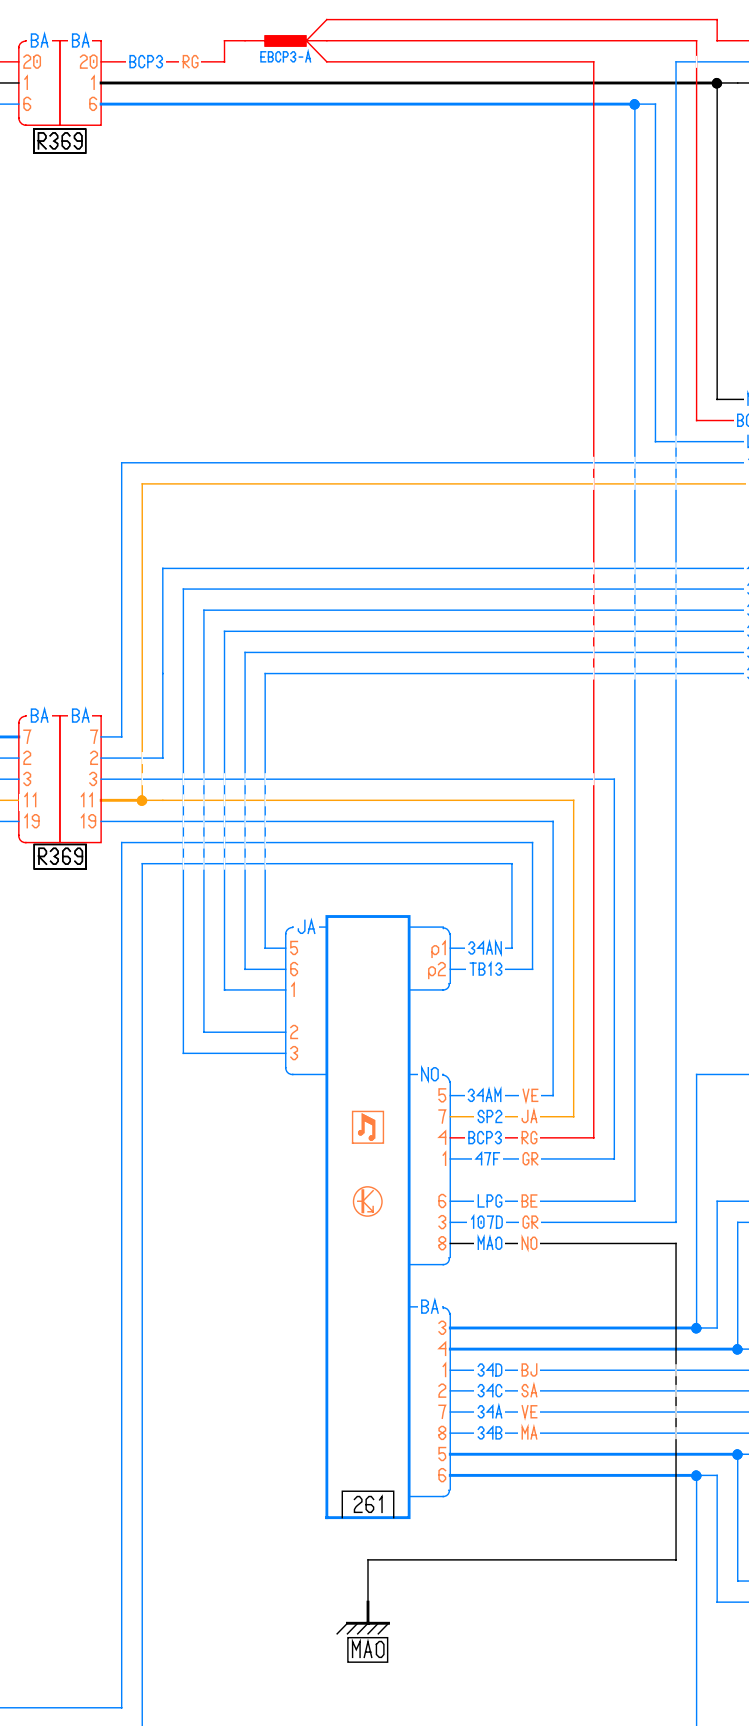 BA BA
20 20 BCP3 RG
EBCP3-A
1 1
6 6
R369
BA BA
7 7
2 2
3 3
11 11
19 19
R369
JA
5
6
1
2
3
p1 34AN
p2 TB13
NO
5 34AM VE
7 SP2 JA
4 BCP3 RG
1 47F GR
6 LPG BE
3 107D GR
8 MAO NO
BA
3
4
1 34D BJ
2 34C SA
7 34A VE
8 34B MA
5
6
261
MAO